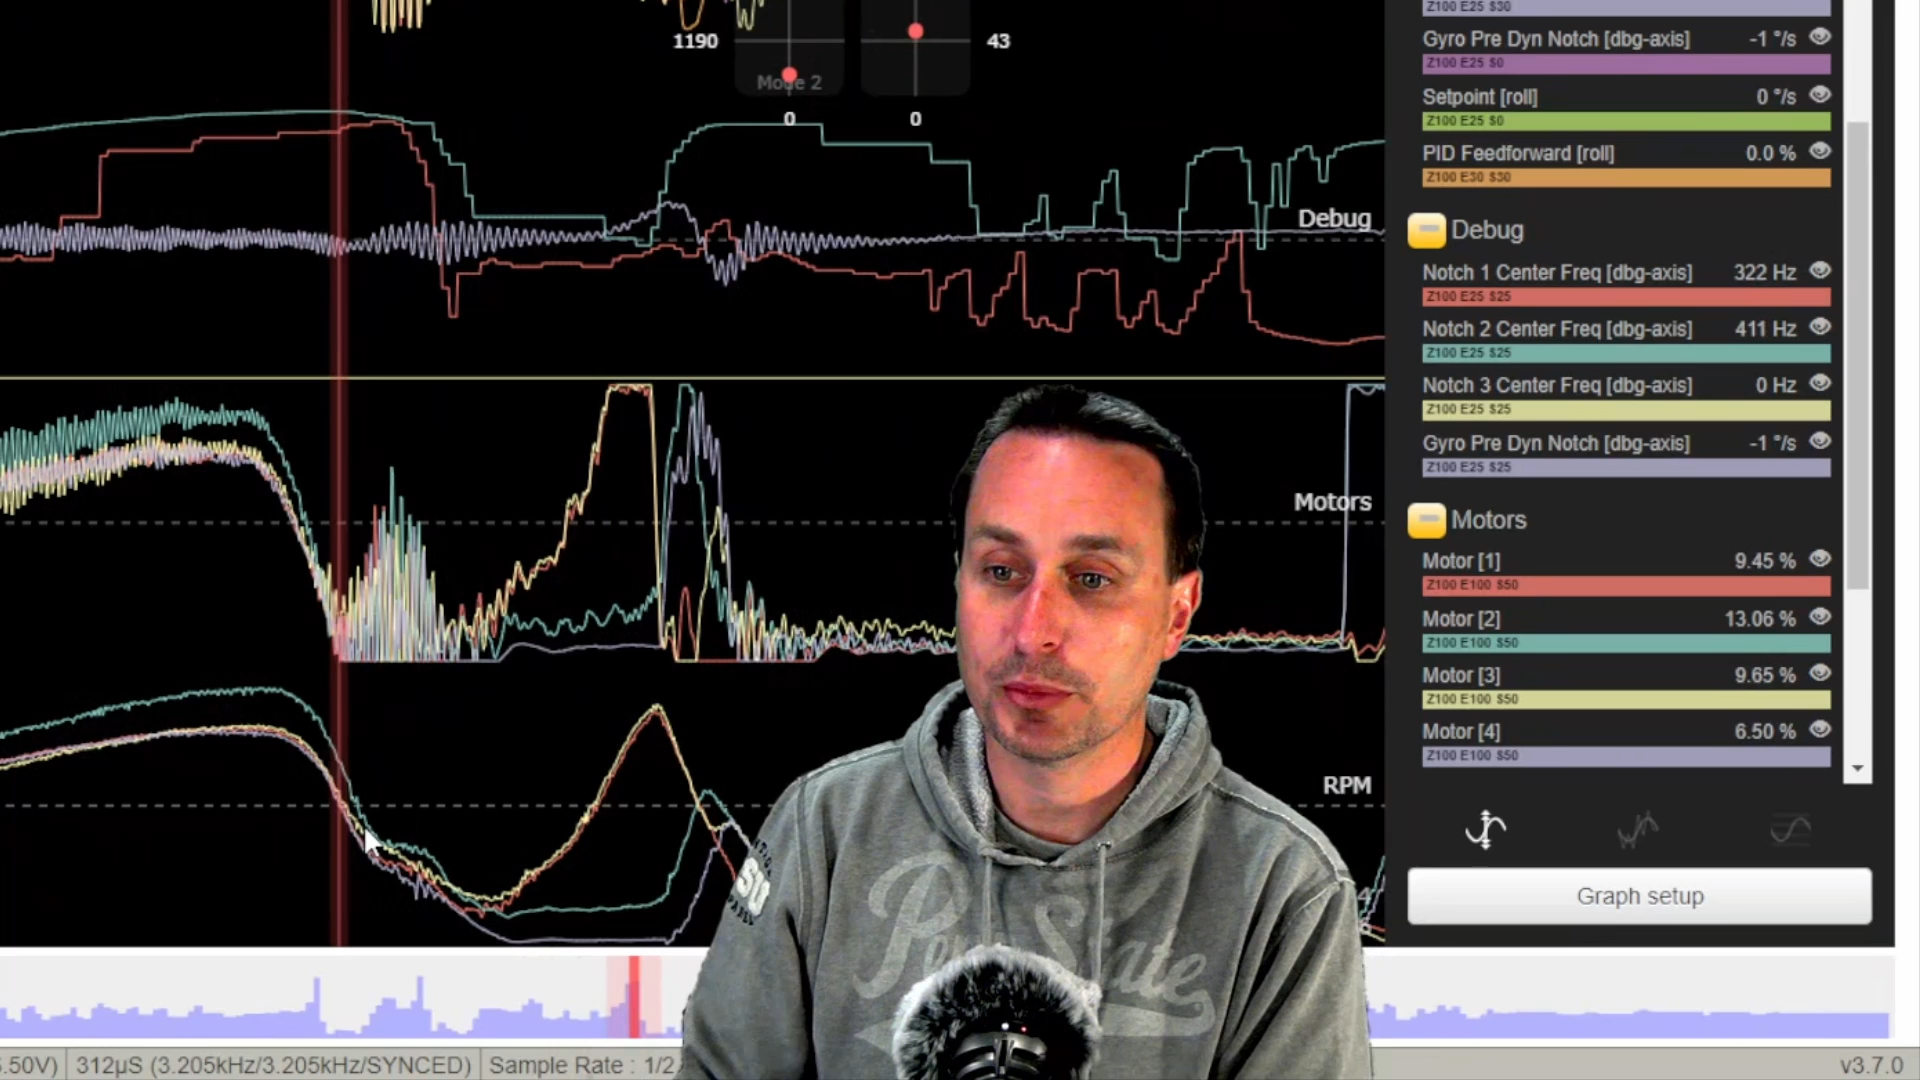 Z100 E25 S30
Gyro Pre Dyn Notch [dbg-axis] -1 °/s
Z100 E25 S0
Setpoint [roll] 0 °/s
Z100 E25 S0
PID Feedforward [roll] 0.0 %
Z100 E30 S30
Debug
Notch 1 Center Freq [dbg-axis] 322 Hz
Z100 E25 S25
Notch 2 Center Freq [dbg-axis] 411 Hz
Z100 E25 S25
Notch 3 Center Freq [dbg-axis] 0 Hz
Z100 E25 S25
Gyro Pre Dyn Notch [dbg-axis] -1 °/s
Z100 E25 S25
Motors
Motor [1] 9.45 %
Z100 E100 S50
Motor [2] 13.06 %
Z100 E100 S50
Motor [3] 9.65 %
Z100 E100 S50
Motor [4] 6.50 %
Z100 E100 S50
Graph setup
1190
43
Mode 2
0
0
Debug
Motors
RPM
Penn State
.50V)
312µS (3.205kHz/3.205kHz/SYNCED)
Sample Rate : 1/2
v3.7.0